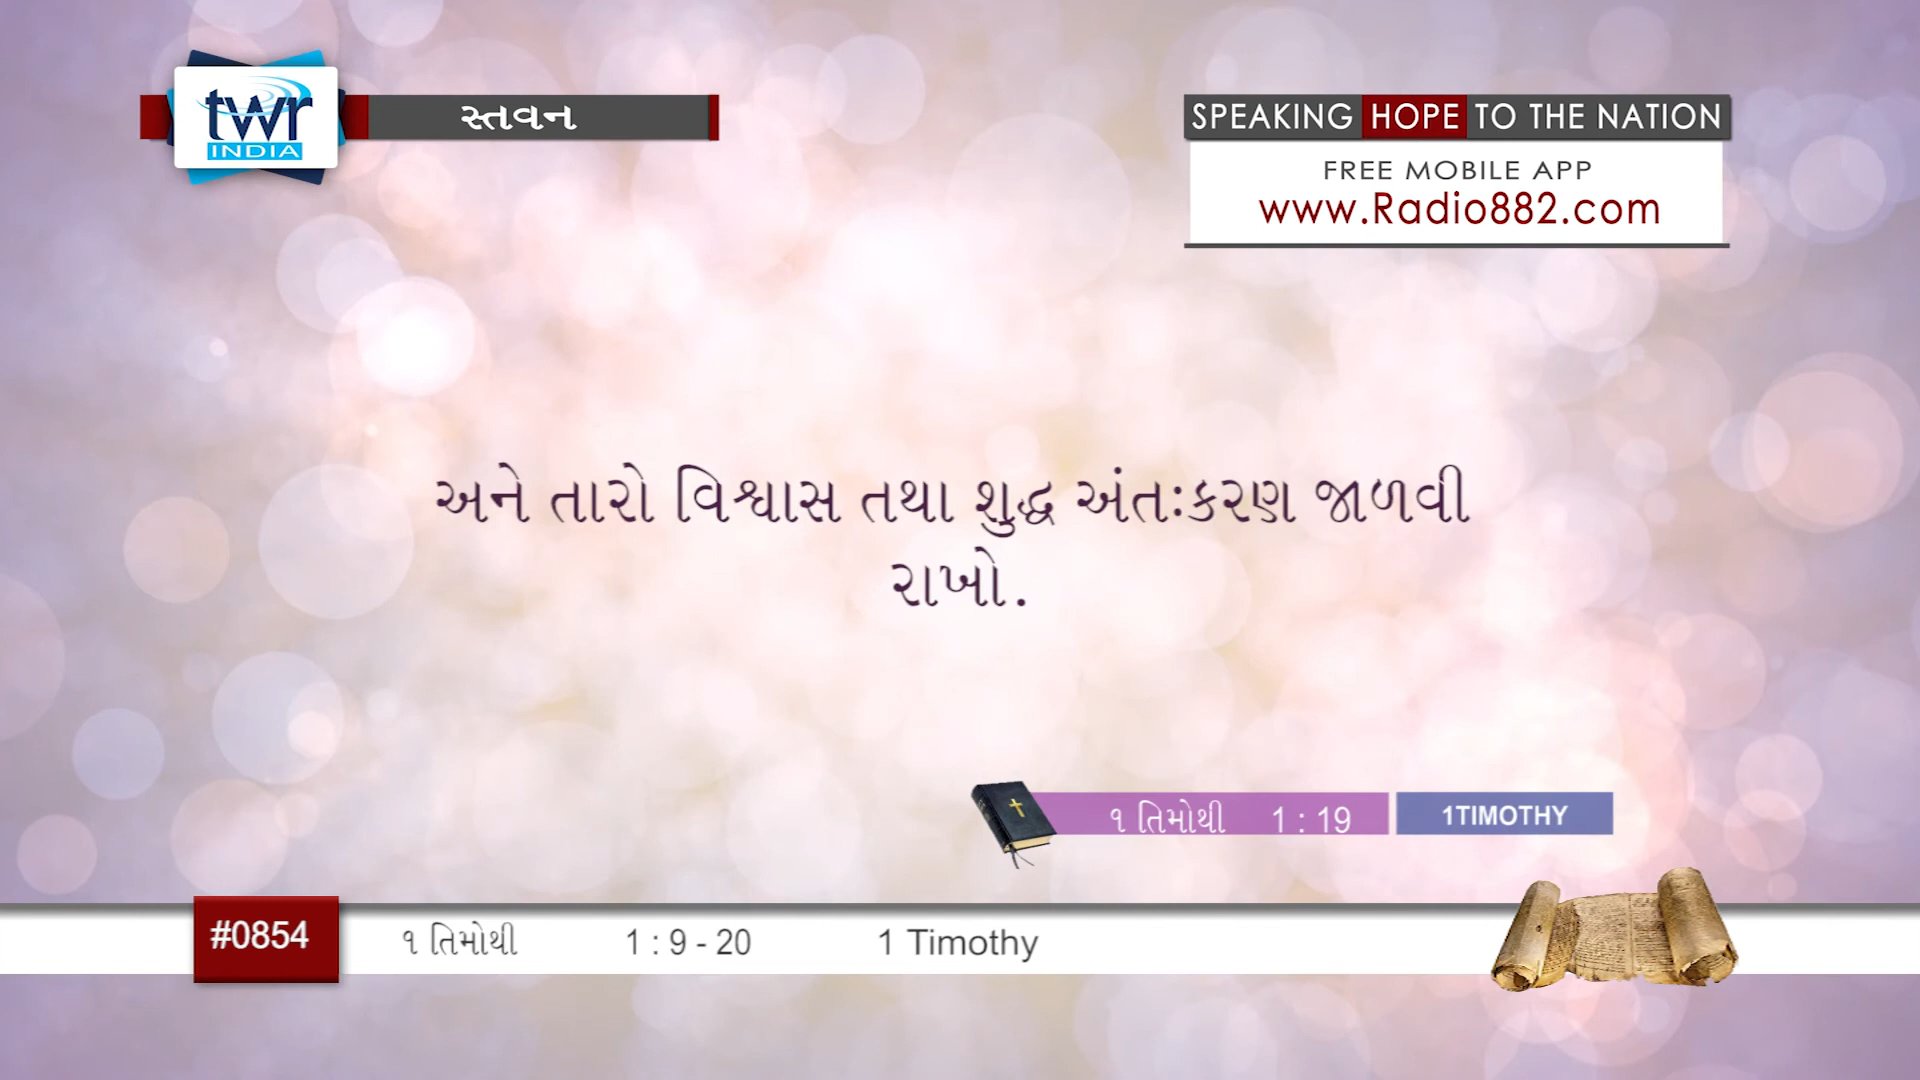 twr
INDIA
સ્તવન
SPEAKING HOPE TO THE NATION
FREE MOBILE APP
www.Radio882.com
અને તારો વિશ્વાસ તથા શુદ્ધ અંતઃકરણ જાળવી
રાખો.
૧ તિમોથી 1 : 19 1TIMOTHY
#0854 ૧ તિમોથી 1 : 9 - 20 1 Timothy